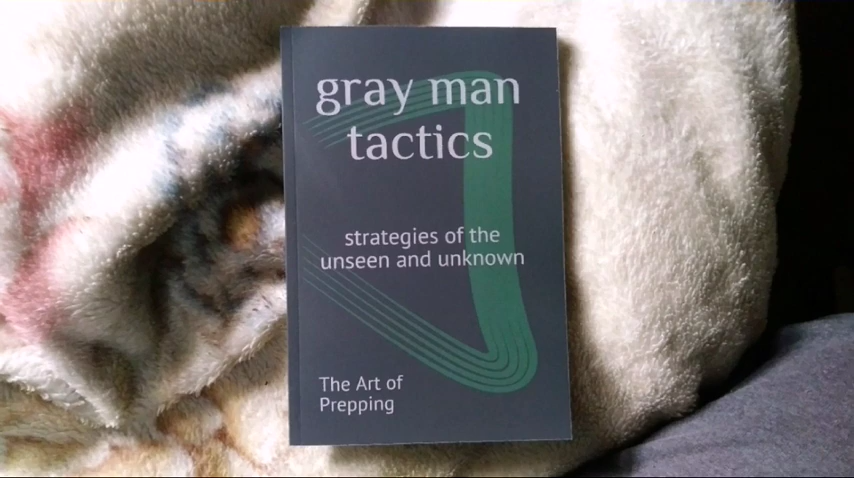 gray man
tactics
strategies of the
unseen and unknown
The Art of
Prepping